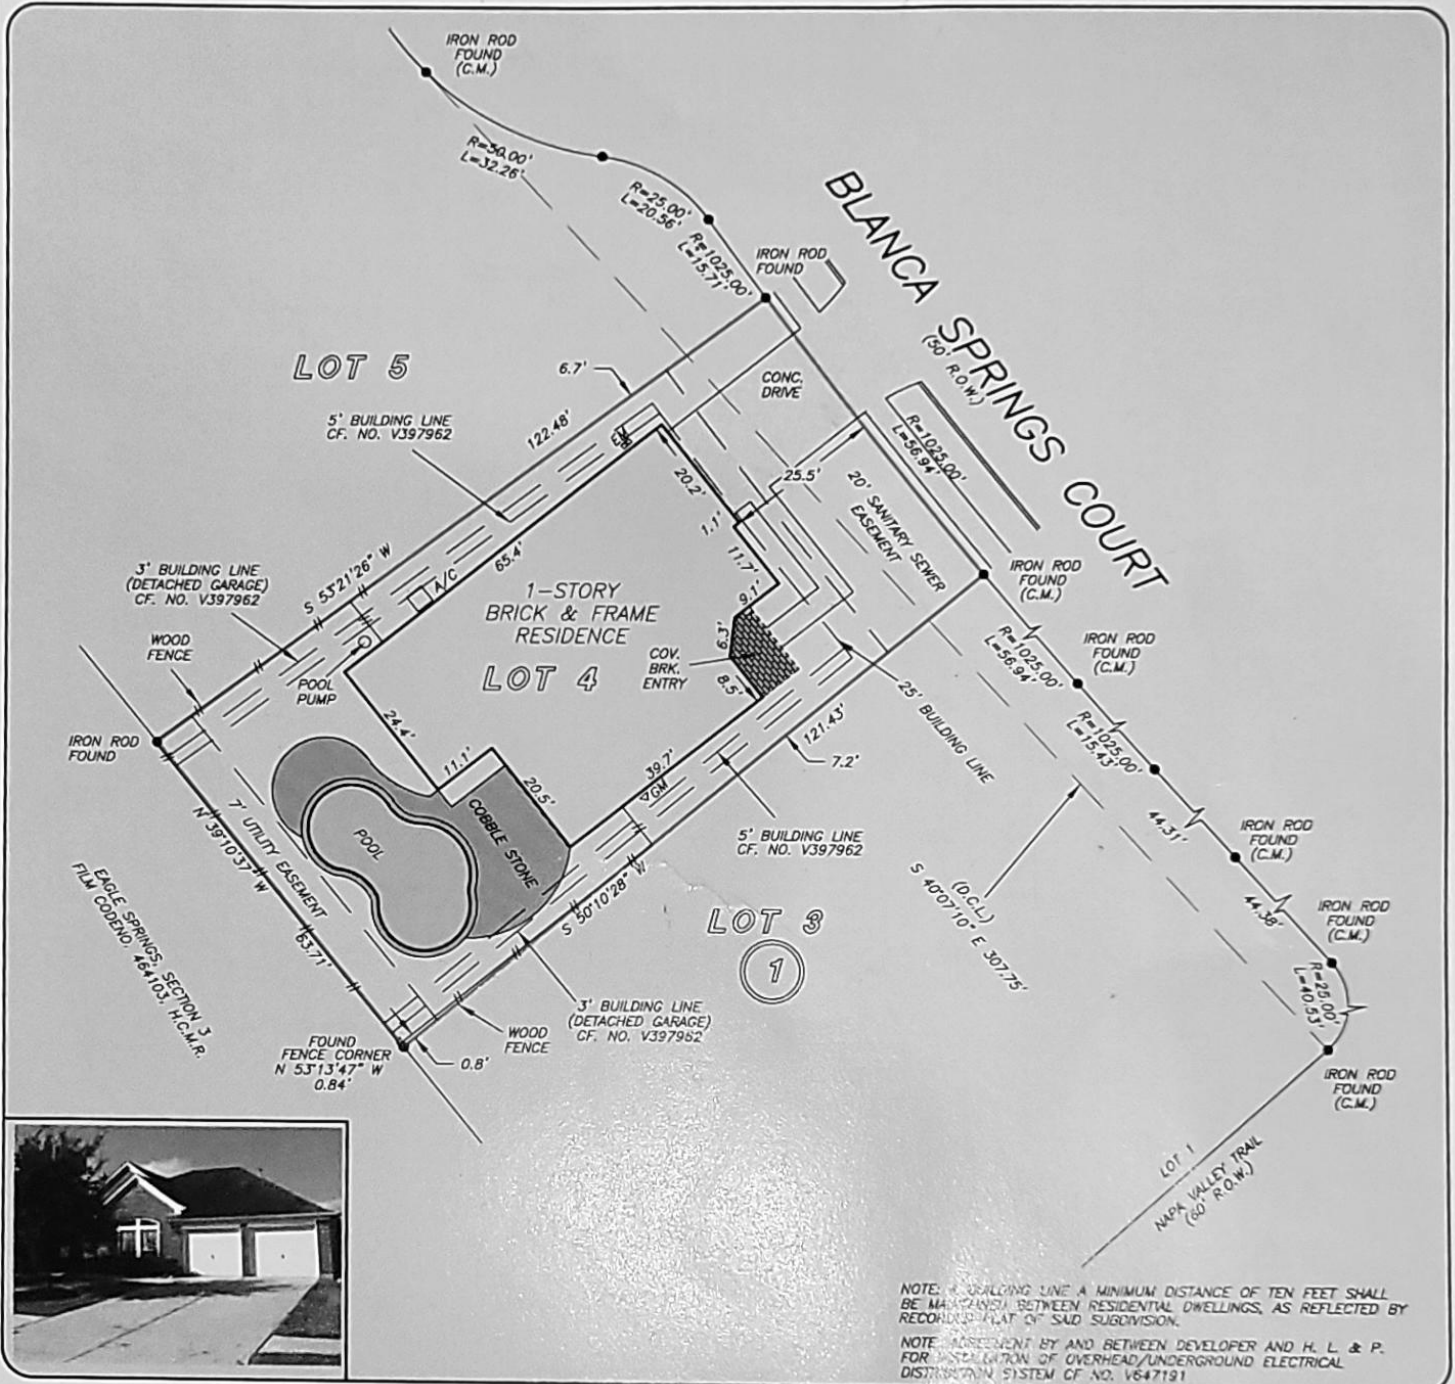 IRON ROD
FOUND
(C.M.)
R=50.00'
L=32.26'
R=25.00'
L=20.56'
R=1025.00'
L=15.71'
IRON ROD
FOUND
BLANCA SPRINGS COURT
(50' R.O.W.)
LOT 5
6.7'
CONC.
DRIVE
5' BUILDING LINE
CF. NO. V397962
122.48'
EM
R=1025.00'
L=56.94'
20.2'
25.5'
20' SANITARY SEWER
EASEMENT
1.1'
11.7'
9.1'
6.3'
8.5'
65.4'
A/C
S 53°21'26" W
3' BUILDING LINE
(DETACHED GARAGE)
CF. NO. V397962
WOOD
FENCE
1-STORY
BRICK & FRAME
RESIDENCE
LOT 4
COV.
BRK.
ENTRY
IRON ROD
FOUND
(C.M.)
R=1025.00'
L=56.94'
IRON ROD
FOUND
(C.M.)
R=1025.00'
L=15.43'
POOL
PUMP
IRON ROD
FOUND
24.4'
11.1'
20.5'
39.7'
GM
121.43'
7.2'
25' BUILDING LINE
COBBLE STONE
POOL
7' UTILITY EASEMENT
N 39°10'37" W
63.71'
5' BUILDING LINE
CF. NO. V397962
44.31'
IRON ROD
FOUND
(C.M.)
44.38'
IRON ROD
FOUND
(C.M.)
(D.C.L.)
S 40°07'10" E 307.75'
S 50°10'28" W
EAGLE SPRINGS, SECTION 3
FILM CODENO. 464103, H.C.M.R.
LOT 3
1
R=25.00'
L=40.53'
3' BUILDING LINE
(DETACHED GARAGE)
CF. NO. V397962
WOOD
FENCE
FOUND
FENCE CORNER
N 53°13'47" W
0.84'
0.8'
IRON ROD
FOUND
(C.M.)
LOT 1
NAPA VALLEY TRAIL
(60' R.O.W.)
NOTE: BUILDING LINE A MINIMUM DISTANCE OF TEN FEET SHALL
BE BETWEEN RESIDENTIAL DWELLINGS, AS REFLECTED BY
PLAT OF SAID SUBDIVISION.
NOTE AGREEMENT BY AND BETWEEN DEVELOPER AND H. L. & P.
FOR OF OVERHEAD/UNDERGROUND ELECTRICAL
SYSTEM CF NO. V647191